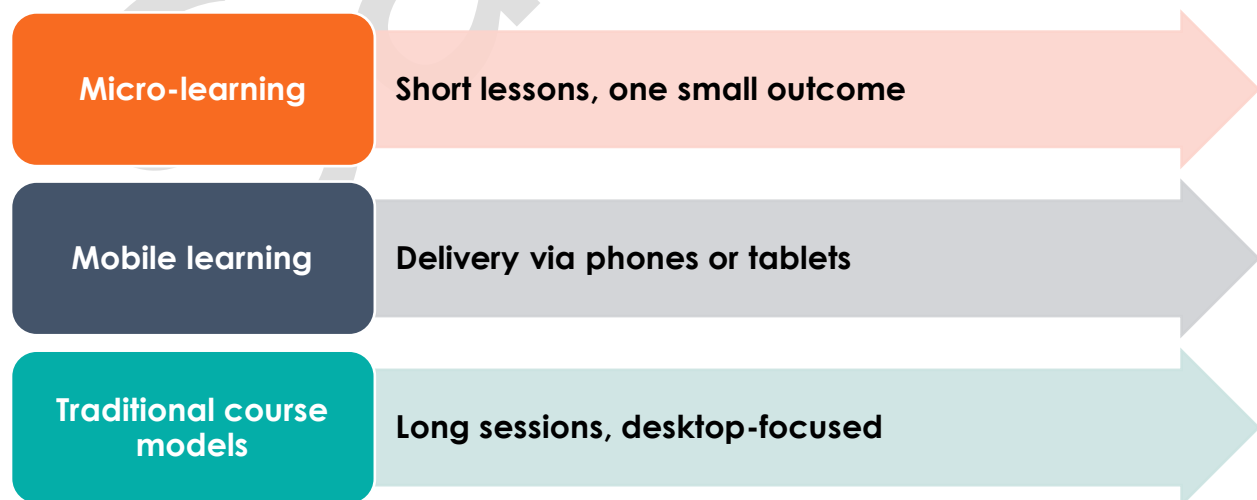 Micro-learning
Short lessons, one small outcome
Mobile learning
Delivery via phones or tablets
Traditional course
models
Long sessions, desktop-focused